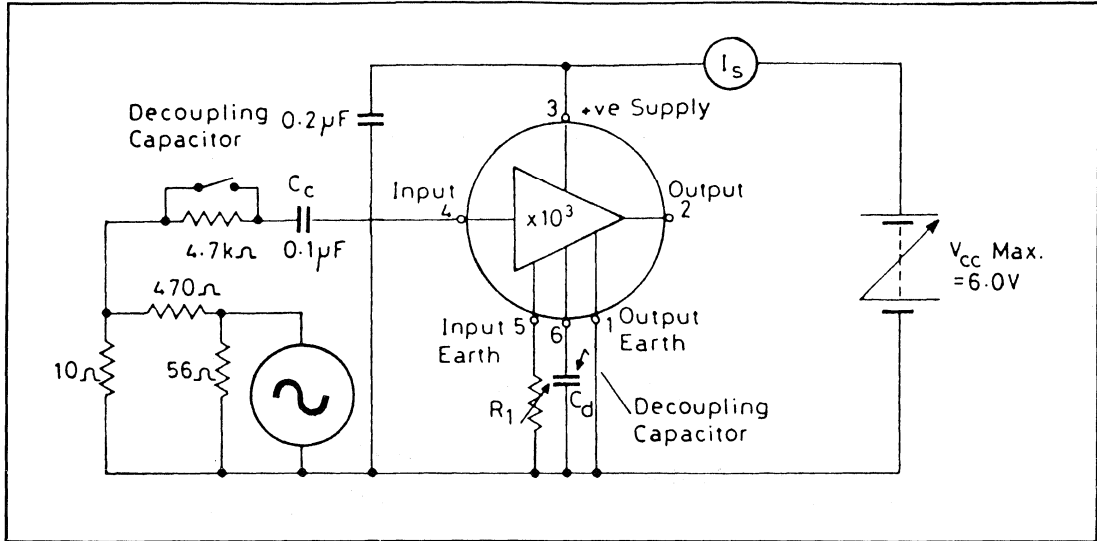 I_s
3 +ve Supply
Decoupling
Capacitor
0.2μF
C_c
Input
4
x10³
Output
2
4.7kΩ
0.1μF
V_cc Max.
=6.0V
470Ω
Input 5
Earth
6
1 Output
Earth
10Ω
56Ω
R₁
C_d
Decoupling
Capacitor